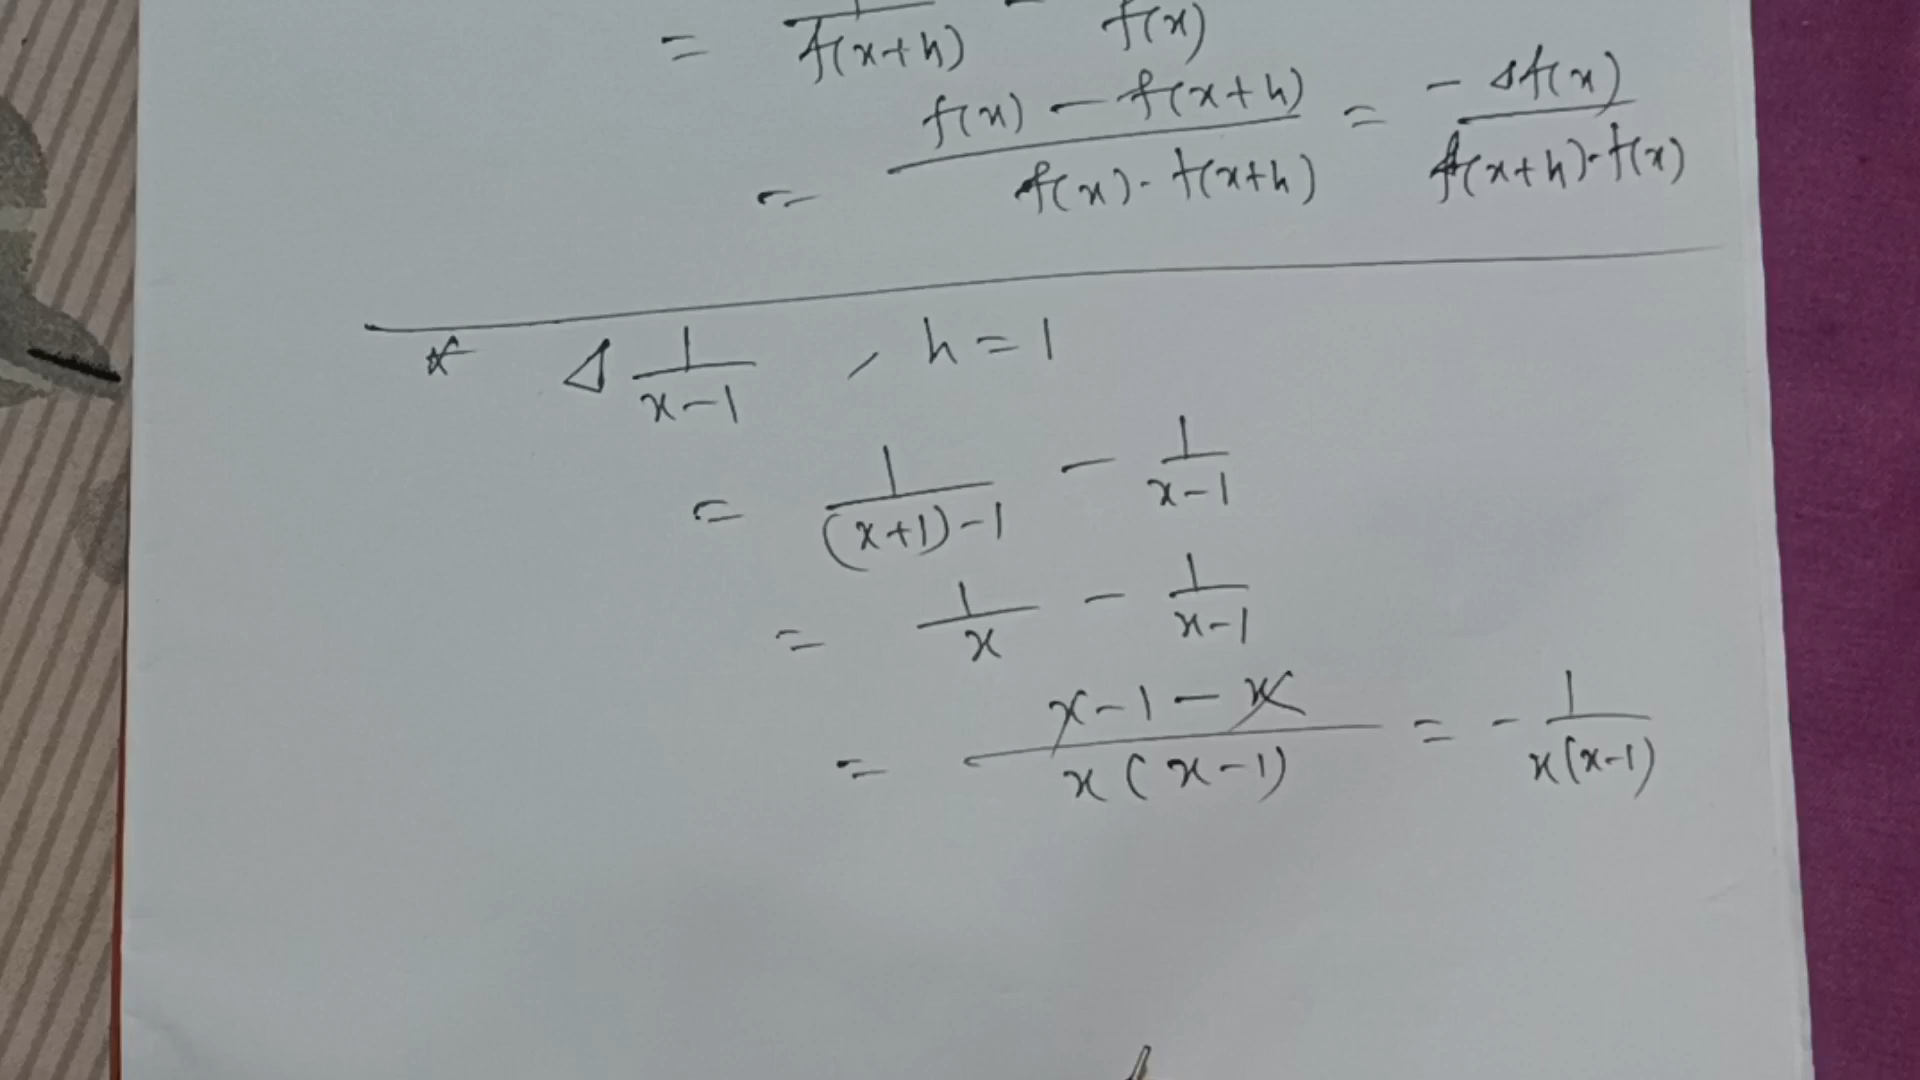 = 1/f(x+h) - 1/f(x)
= (f(x) - f(x+h))/(f(x)·f(x+h)) = -Δf(x)/(f(x+h)·f(x))
* Δ 1/(x-1) , h=1
= 1/((x+1)-1) - 1/(x-1)
= 1/x - 1/(x-1)
= (x-1-x)/(x(x-1)) = - 1/(x(x-1))